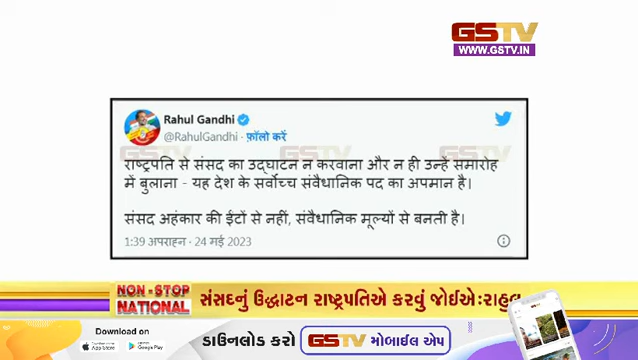 GSTV
WWW.GSTV.IN
Rahul Gandhi
@RahulGandhi · फ़ॉलो करें
राष्ट्रपति से संसद का उद्घाटन न करवाना और न ही उन्हें समारोह
में बुलाना - यह देश के सर्वोच्च संवैधानिक पद का अपमान है।
संसद अहंकार की ईंटों से नहीं, संवैधानिक मूल्यों से बनती है।
1:39 अपराह्न · 24 मई 2023
NON-STOP
NATIONAL
સંસદનું ઉદ્ઘાટન રાષ્ટ્રપતિએ કરવું જોઈએઃરાહુલ
Download on
App Store
Google Play
ડાઉનલોડ કરો GSTV મોબાઈલ એપ